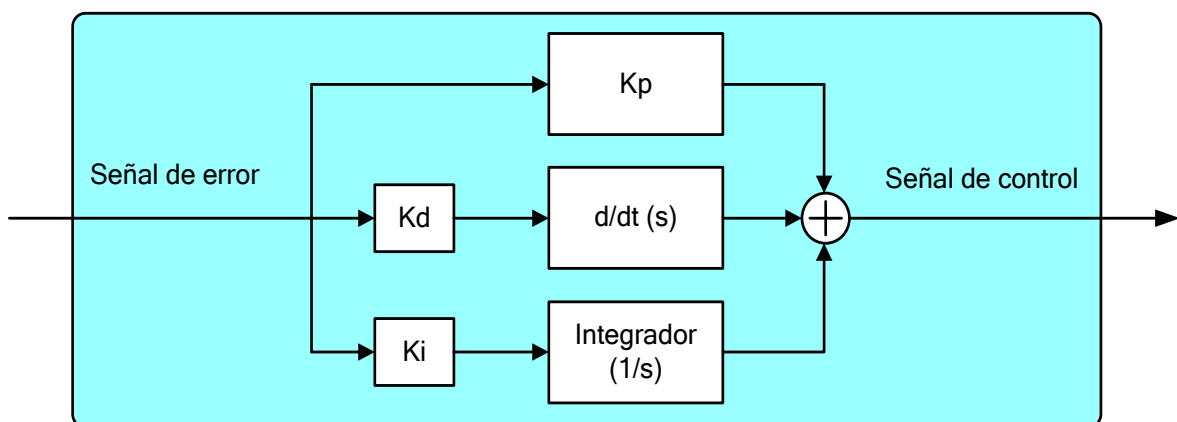 Kp
Señal de error
Señal de control
Kd
d/dt (s)
Ki
Integrador
(1/s)